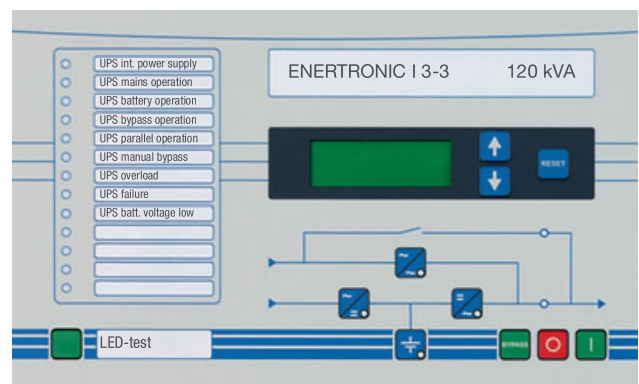 UPS int. power supply
UPS mains operation
UPS battery operation
UPS bypass operation
UPS parallel operation
UPS manual bypass
UPS overload
UPS failure
UPS batt. voltage low
ENERTRONIC I 3-3 120 kVA
RESET
LED-test
BYPASS
O
I